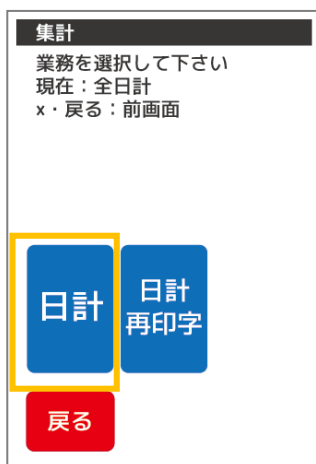 集計
業務を選択して下さい
現在：全日計
x・戻る：前画面
日計
日計
再印字
戻る